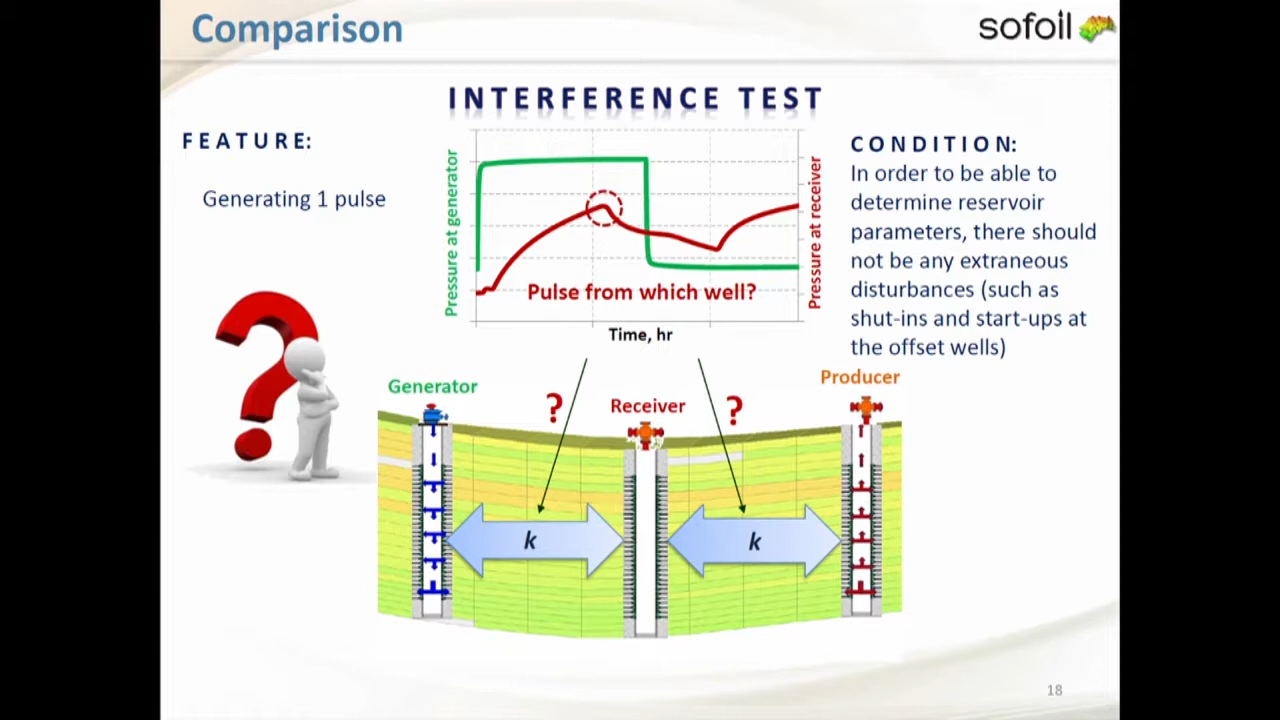 Comparison
sofoil
INTERFERENCE TEST
FEATURE:
Generating 1 pulse
Pressure at generator
Pressure at receiver
Pulse from which well?
Time, hr
CONDITION:
In order to be able to
determine reservoir
parameters, there should
not be any extraneous
disturbances (such as
shut-ins and start-ups at
the offset wells)
Generator
?
Receiver
?
Producer
k
k
18